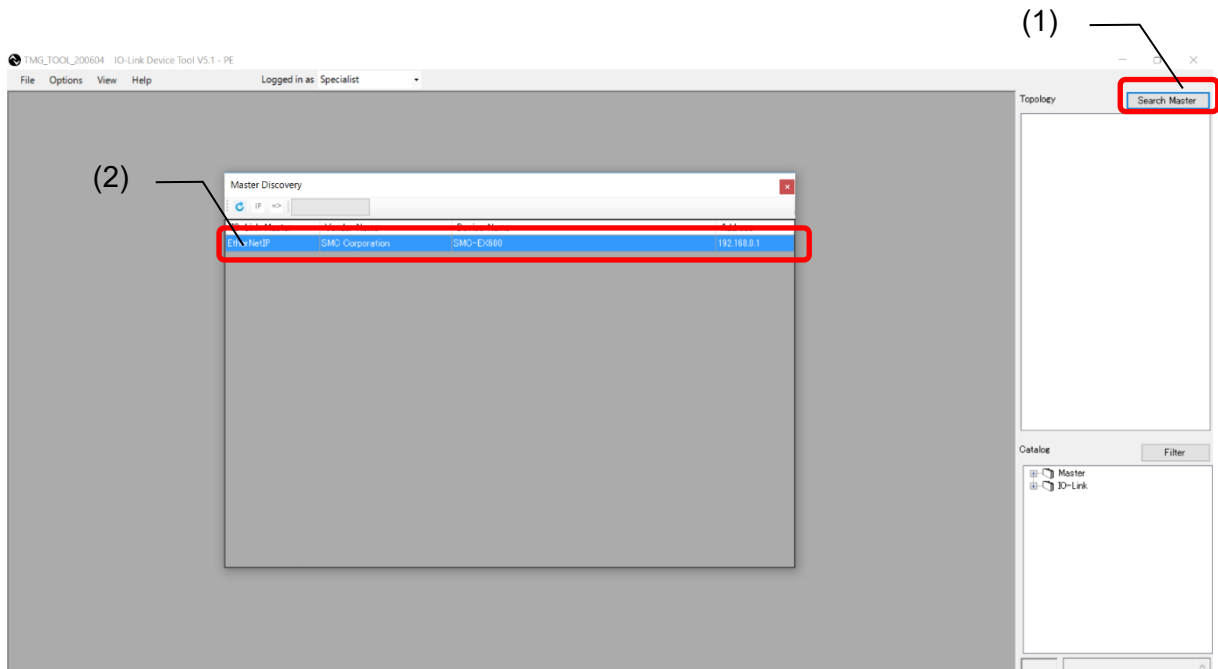 (1)
TMG_TOOL_200604 IO-Link Device Tool V5.1 - PE
File Options View Help Logged in as Specialist
Topology Search Master
(2)
Master Discovery
IP =>
EtherNetIP SMC Corporation SMC-EX600 192.168.0.1
Catalog Filter
Master
IO-Link